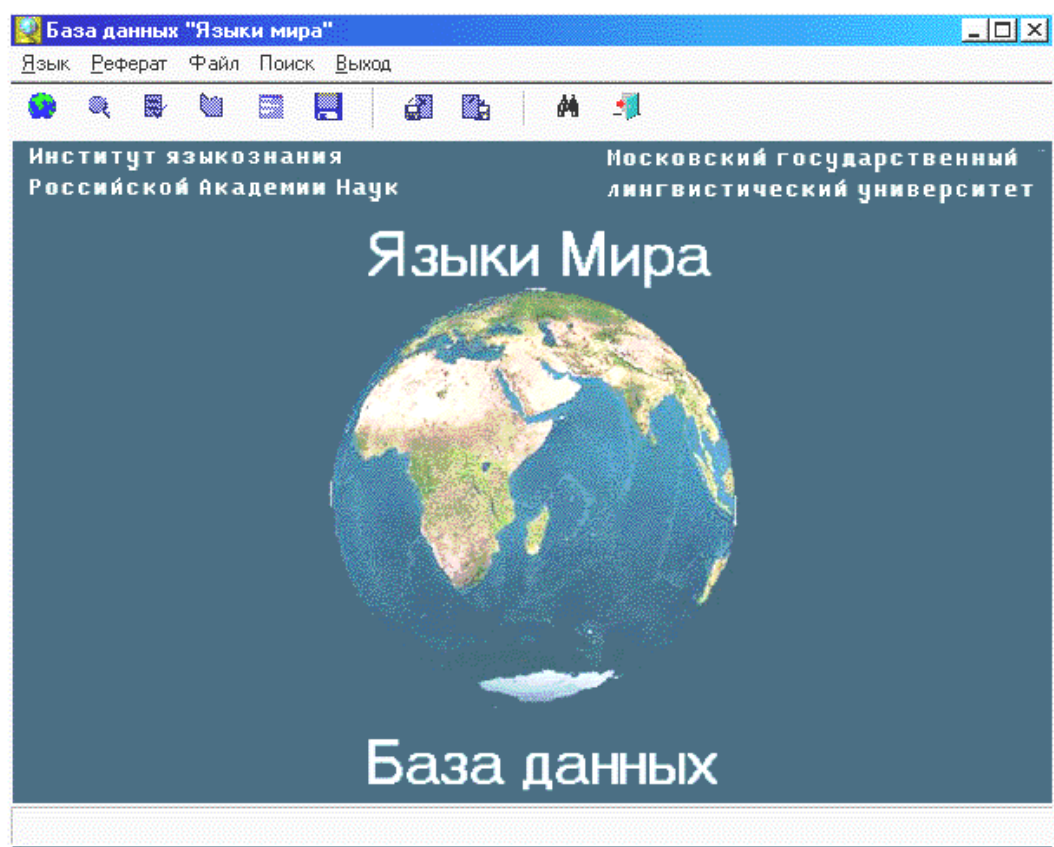 База данных "Языки мира"
Язык Реферат Файл Поиск Выход
Институт языкознания
Российской Академии Наук
Московский государственный
лингвистический университет
Языки Мира
База данных